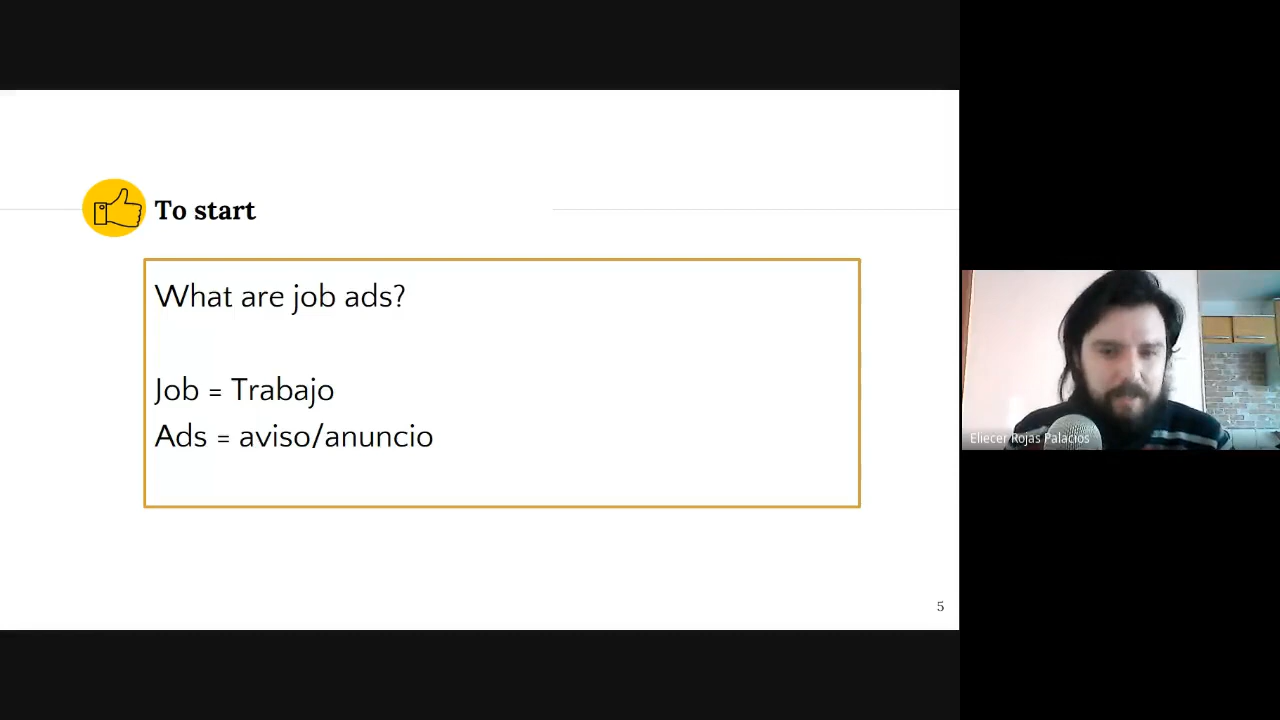 To start
What are job ads?
Job = Trabajo
Ads = aviso/anuncio
5
Eliecer Rojas Palacios